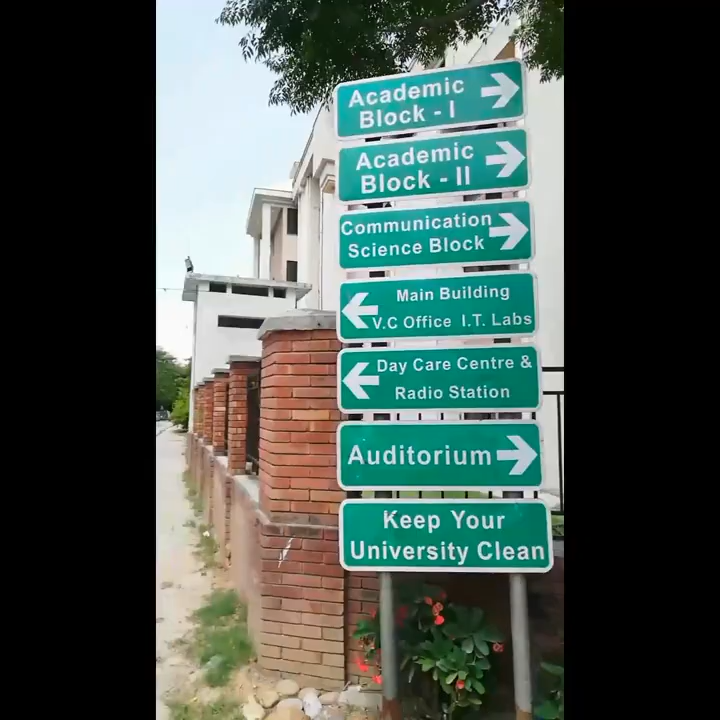 Academic
Block - I
Academic
Block - II
Communication
Science Block
Main Building
V.C Office I.T. Labs
Day Care Centre &
Radio Station
Auditorium
Keep Your
University Clean